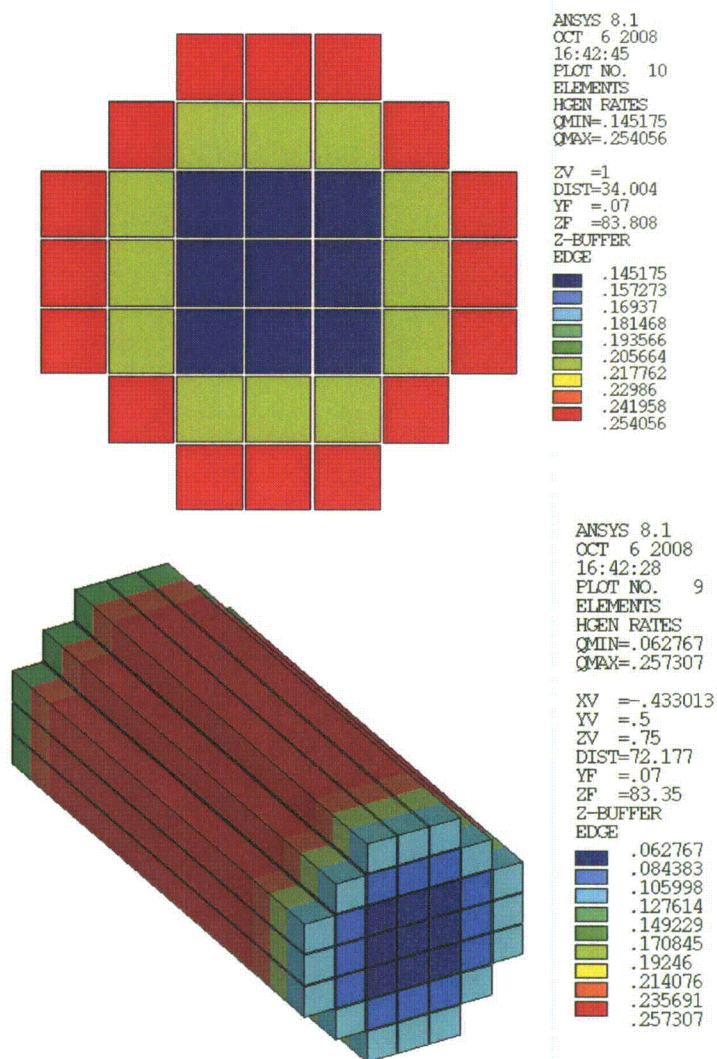 ANSYS 8.1
OCT 6 2008
16:42:45
PLOT NO. 10
ELEMENTS
HGEN RATES
QMIN=.145175
QMAX=.254056
ZV =1
DIST=34.004
YF =.07
ZF =83.808
Z-BUFFER
EDGE
.145175
.157273
.16937
.181468
.193566
.205664
.217762
.22986
.241958
.254056
ANSYS 8.1
OCT 6 2008
16:42:28
PLOT NO. 9
ELEMENTS
HGEN RATES
QMIN=.062767
QMAX=.257307
XV =-.433013
YV =.5
ZV =.75
DIST=72.177
YF =.07
ZF =83.35
Z-BUFFER
EDGE
.062767
.084383
.105998
.127614
.149229
.170845
.19246
.214076
.235691
.257307